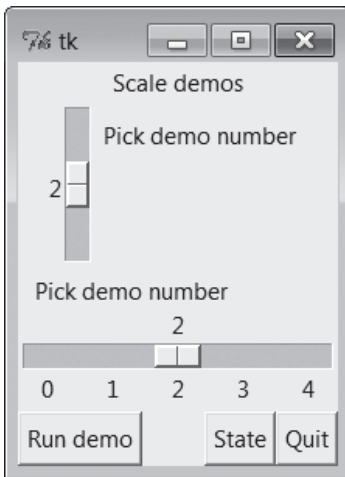 tk
Scale demos
Pick demo number
2
Pick demo number
2
0 1 2 3 4
Run demo State Quit